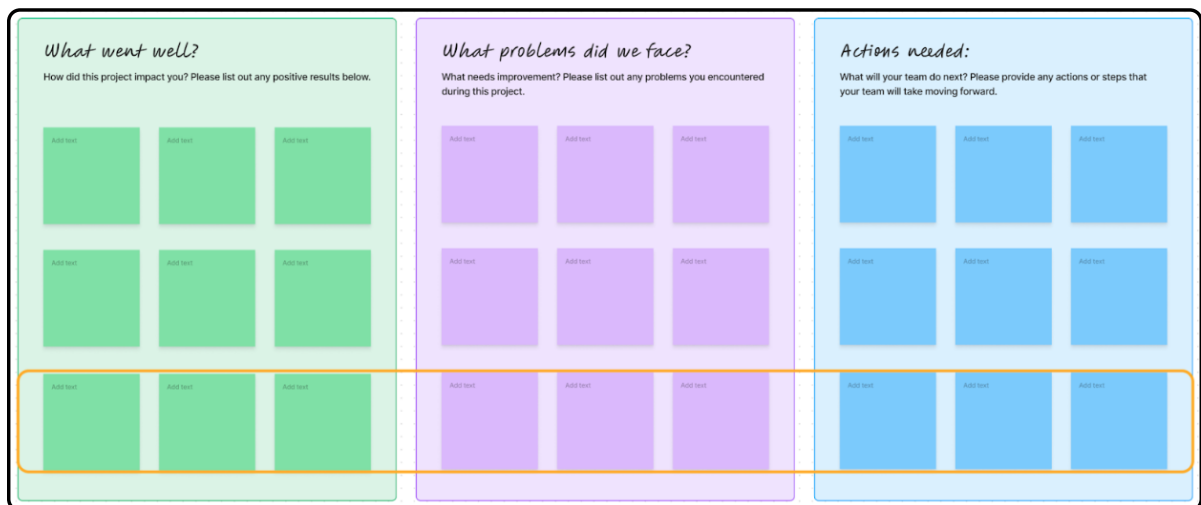 What went well?
How did this project impact you? Please list out any positive results below.
Add text Add text Add text
Add text Add text Add text
Add text Add text Add text
What problems did we face?
What needs improvement? Please list out any problems you encountered
during this project.
Add text Add text Add text
Add text Add text Add text
Add text Add text Add text
Actions needed:
What will your team do next? Please provide any actions or steps that
your team will take moving forward.
Add text Add text Add text
Add text Add text Add text
Add text Add text Add text